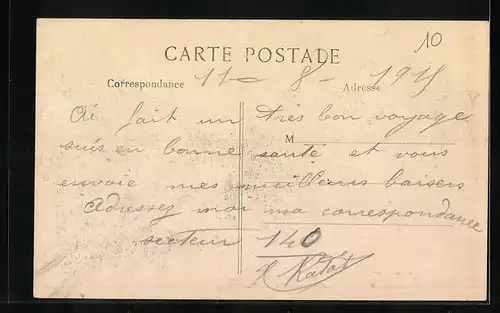 10
CARTE POSTADE
Correspondance 11 - 8 - 1915 Adresse
Ai fait un très bon voyage
M
suis en bonne santé et vous
envoie mes meilleurs baisers
Adressez moi ma correspondance
secteur 140